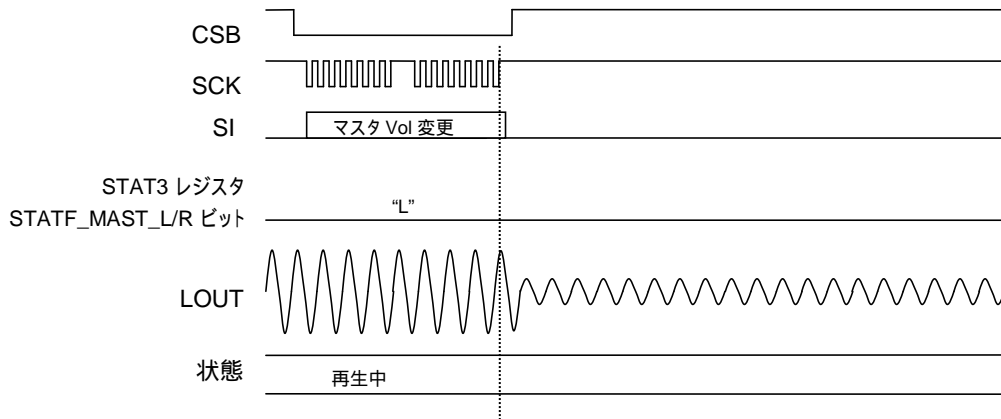 CSB
SCK
SI
マスタ Vol 変更
STAT3 レジスタ
“L”
STATF_MAST_L/R ビット
LOUT
状態
再生中